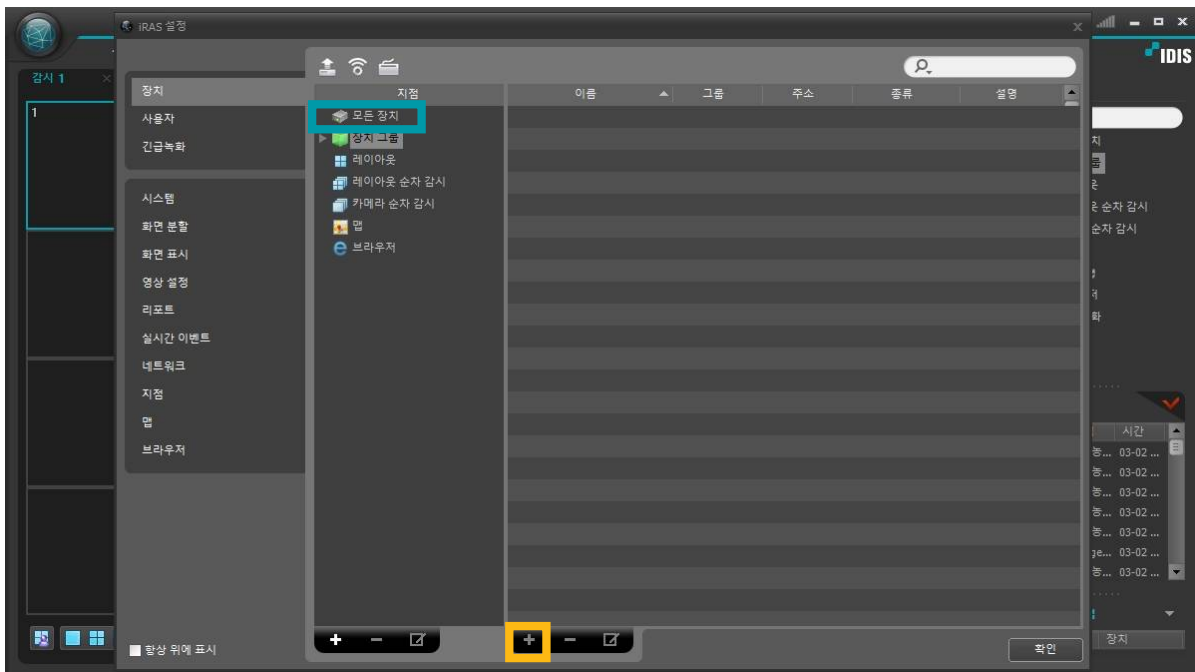 iRAS 설정
IDIS
감시 1
1
장치
사용자
긴급녹화
시스템
화면 분할
화면 표시
영상 설정
리포트
실시간 이벤트
네트워크
지점
맵
브라우저
항상 위에 표시
지점
모든 장치
장치 그룹
레이아웃
레이아웃 순차 감시
카메라 순차 감시
맵
브라우저
이름 그룹 주소 종류 설명
확인
순차 감시
순차 감시
시간
03-02 ...
03-02 ...
03-02 ...
03-02 ...
03-02 ...
03-02 ...
03-02 ...
장치